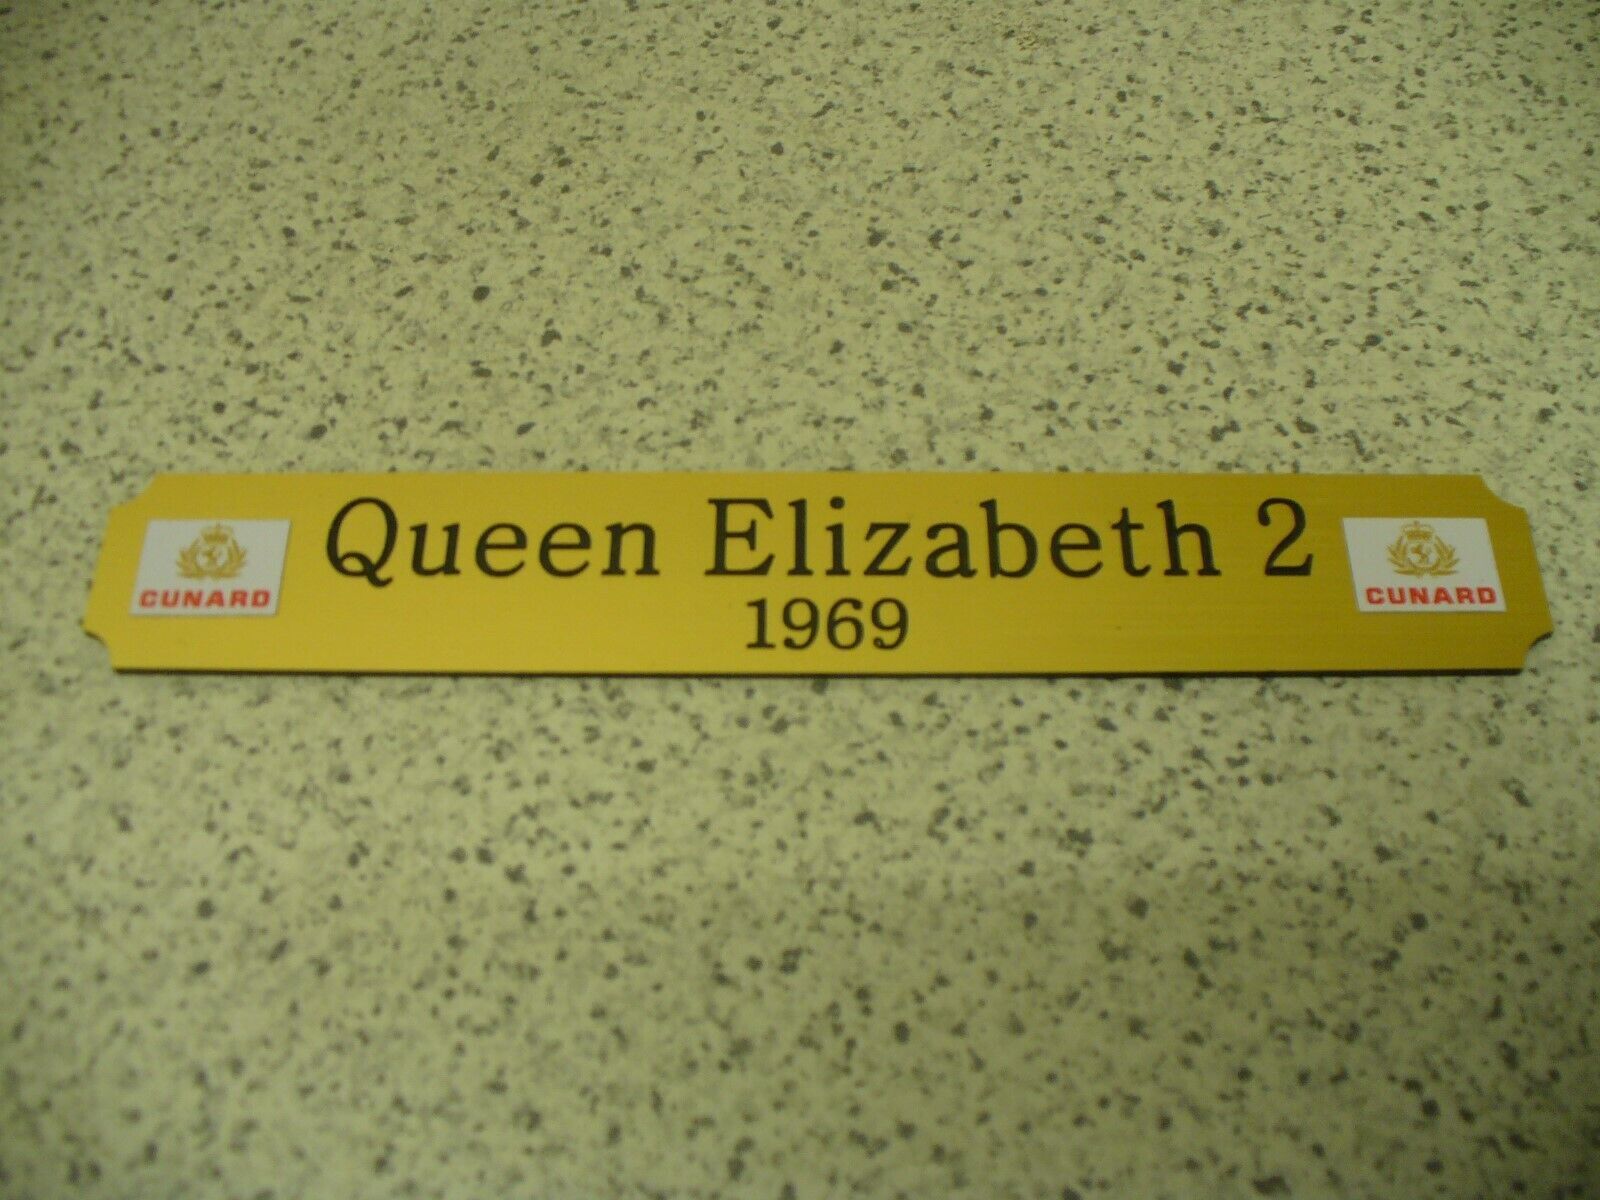 Queen Elizabeth 2
1969
CUNARD
CUNARD